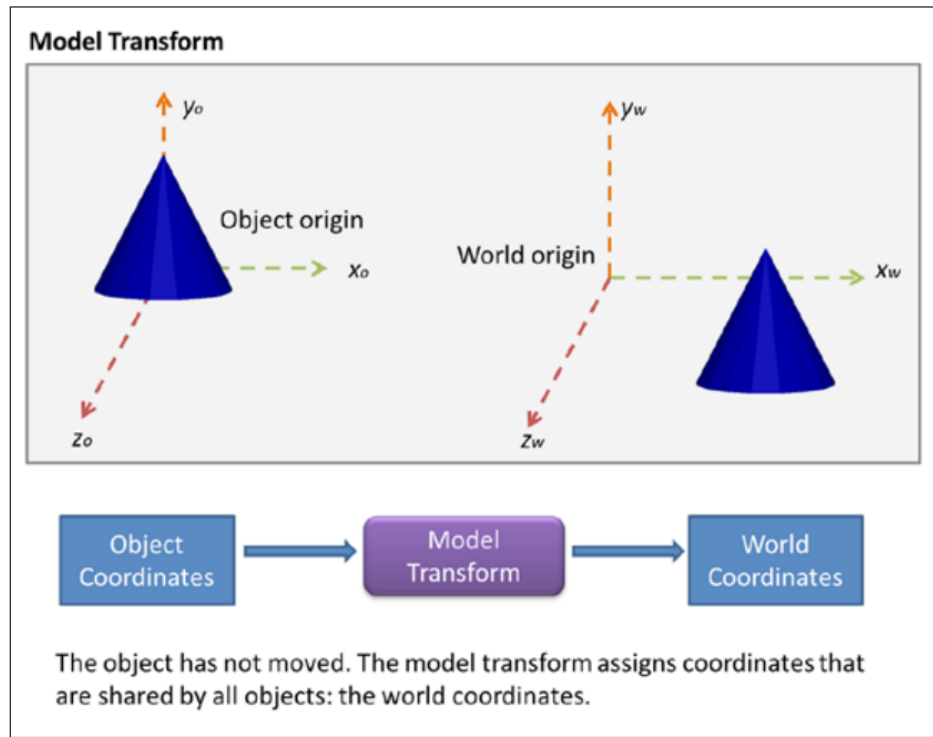 Model Transform
yo
Object origin
xo
zo
yw
World origin
xw
zw
Object
Coordinates
Model
Transform
World
Coordinates
The object has not moved. The model transform assigns coordinates that
are shared by all objects: the world coordinates.